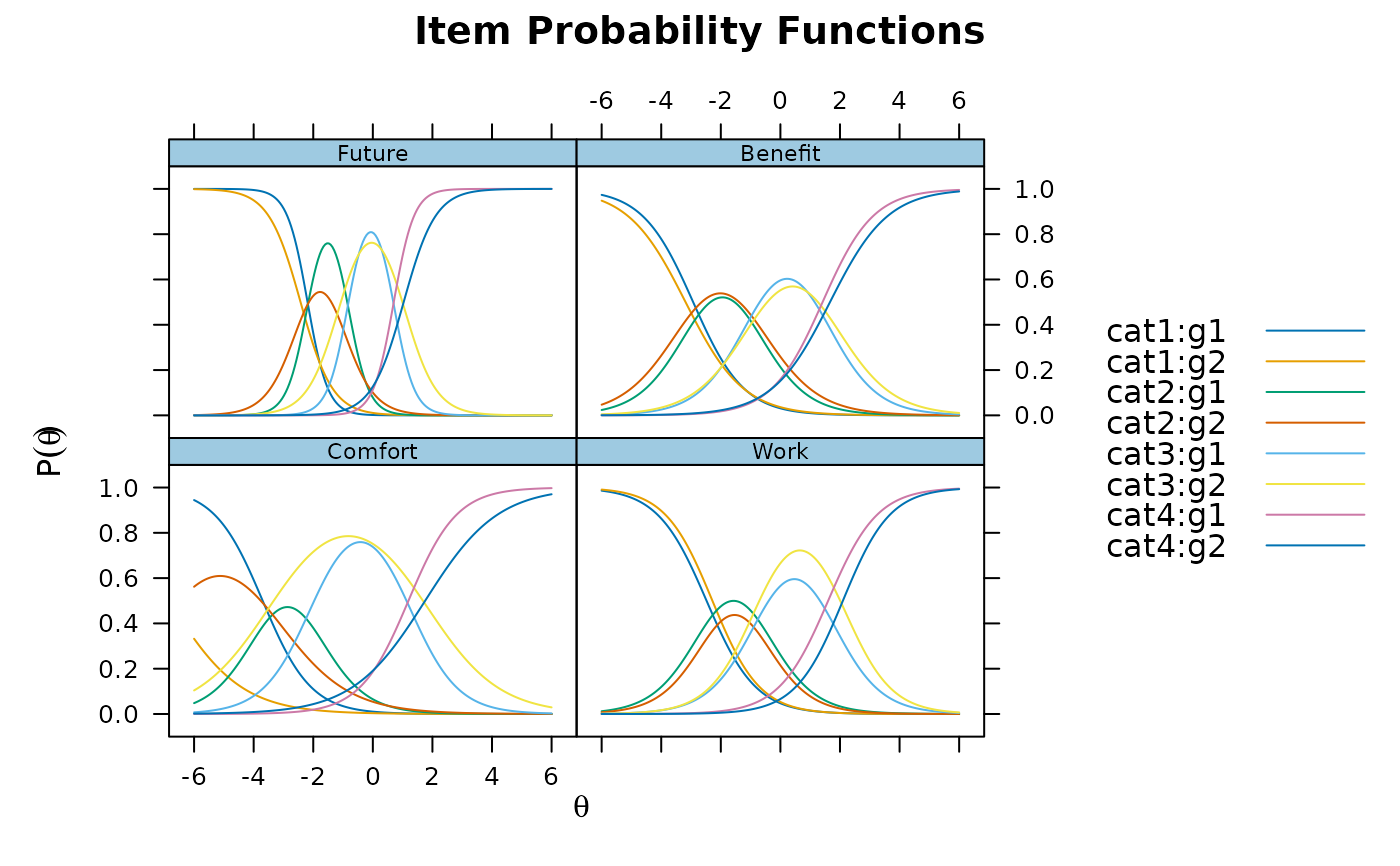 Item Probability Functions
-6 -4 -2 0 2 4 6
Future Benefit
1.0
0.8
0.6
0.4
0.2
0.0
P(θ)
Comfort Work
1.0
0.8
0.6
0.4
0.2
0.0
-6 -4 -2 0 2 4 6
θ
cat1:g1
cat1:g2
cat2:g1
cat2:g2
cat3:g1
cat3:g2
cat4:g1
cat4:g2